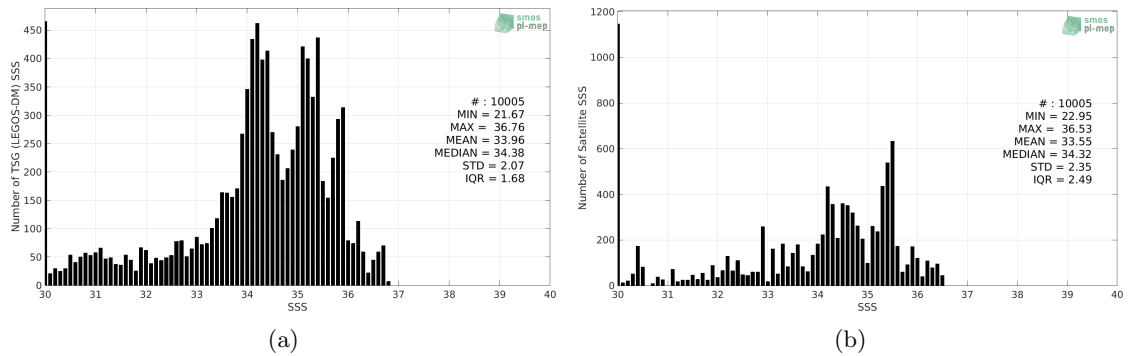 Number of TSG (LEGOS-DM) SSS
450
400
350
300
250
200
150
100
50
0
30 31 32 33 34 35 36 37 38 39 40
SSS
smos
pi-mep
# : 10005
MIN = 21.67
MAX = 36.76
MEAN = 33.96
MEDIAN = 34.38
STD = 2.07
IQR = 1.68
(a)
Number of Satellite SSS
1200
1000
800
600
400
200
0
30 31 32 33 34 35 36 37 38 39 40
SSS
smos
pi-mep
# : 10005
MIN = 22.95
MAX = 36.53
MEAN = 33.55
MEDIAN = 34.32
STD = 2.35
IQR = 2.49
(b)